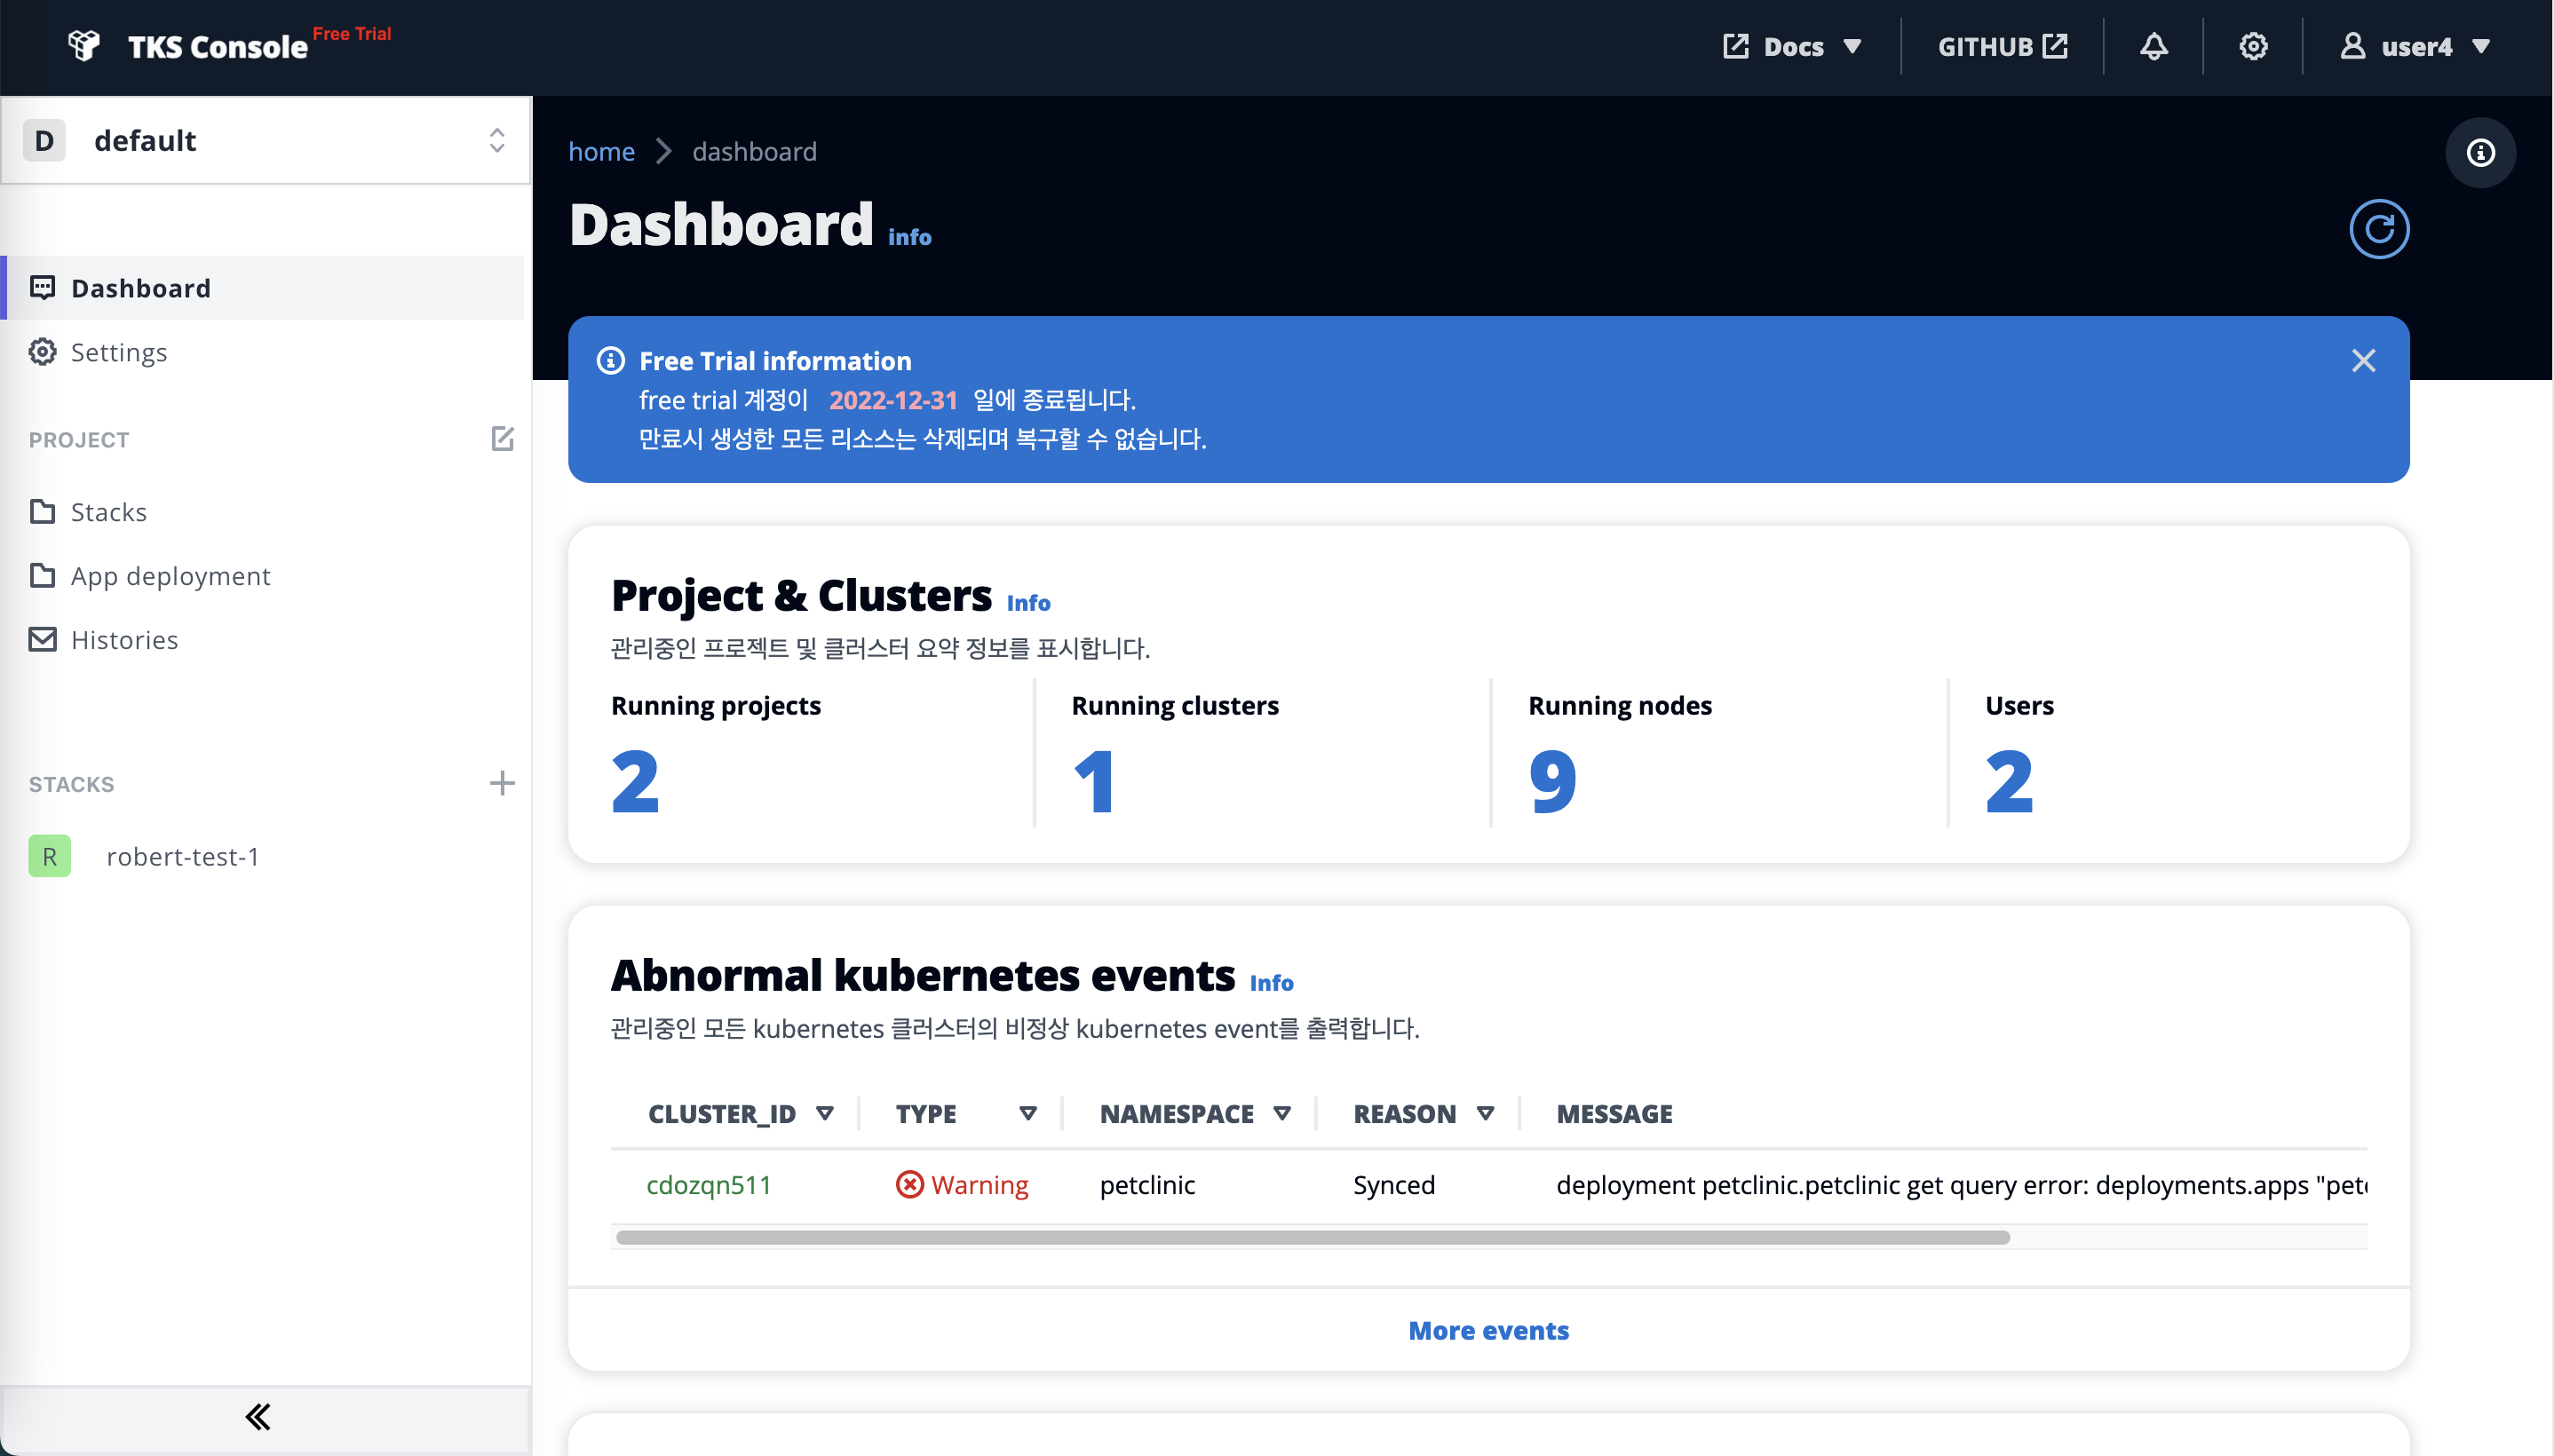 TKS Console Free Trial
Docs
GITHUB
user4
D default
Dashboard
Settings
PROJECT
Stacks
App deployment
Histories
STACKS
R robert-test-1
home dashboard
Dashboard info
Free Trial information
free trial 계정이 2022-12-31 일에 종료됩니다.
만료시 생성한 모든 리소스는 삭제되며 복구할 수 없습니다.
Project & Clusters Info
관리중인 프로젝트 및 클러스터 요약 정보를 표시합니다.
Running projects Running clusters Running nodes Users
2 1 9 2
Abnormal kubernetes events Info
관리중인 모든 kubernetes 클러스터의 비정상 kubernetes event를 출력합니다.
CLUSTER_ID TYPE NAMESPACE REASON MESSAGE
cdozqn511 Warning petclinic Synced deployment petclinic.petclinic get query error: deployments.apps
More events